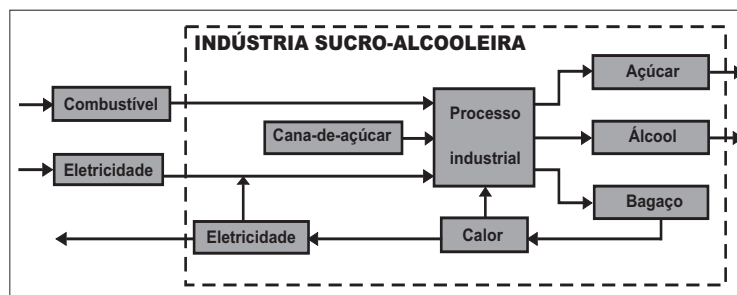 INDÚSTRIA SUCRO-ALCOOLEIRA
Açúcar
Combustível
Processo
industrial
Cana-de-açúcar
Álcool
Eletricidade
Bagaço
Eletricidade
Calor